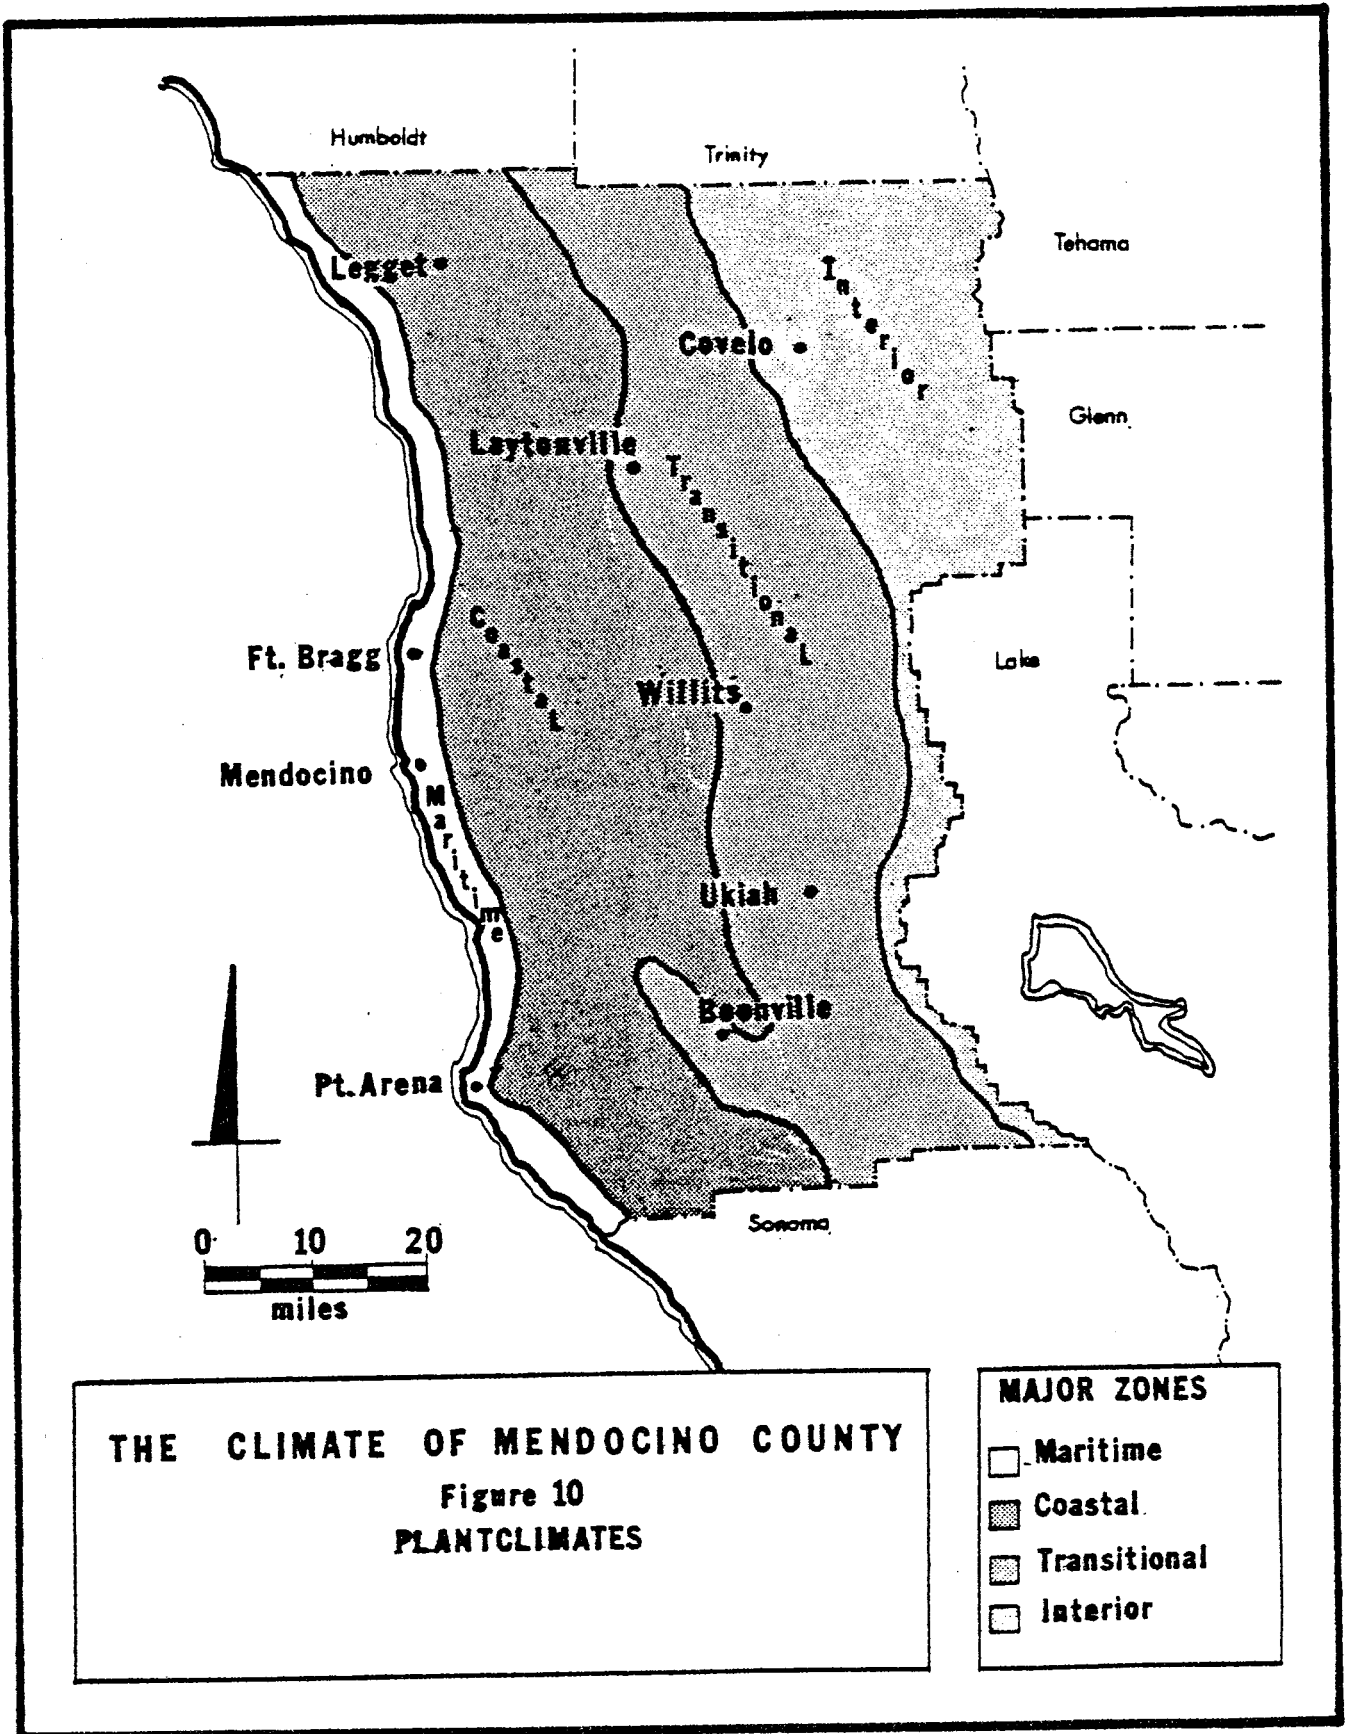 Humboldt
Trinity
Tehama
Legget
Interior
Covelo
Glenn
Laytonville
Transitional
Coastal
Ft. Bragg
Lake
Willits
Mendocino
Maritime
Ukiah
Boonville
Pt. Arena
Sonoma
0 10 20
miles
THE CLIMATE OF MENDOCINO COUNTY
Figure 10
PLANTCLIMATES
MAJOR ZONES
Maritime
Coastal
Transitional
Interior